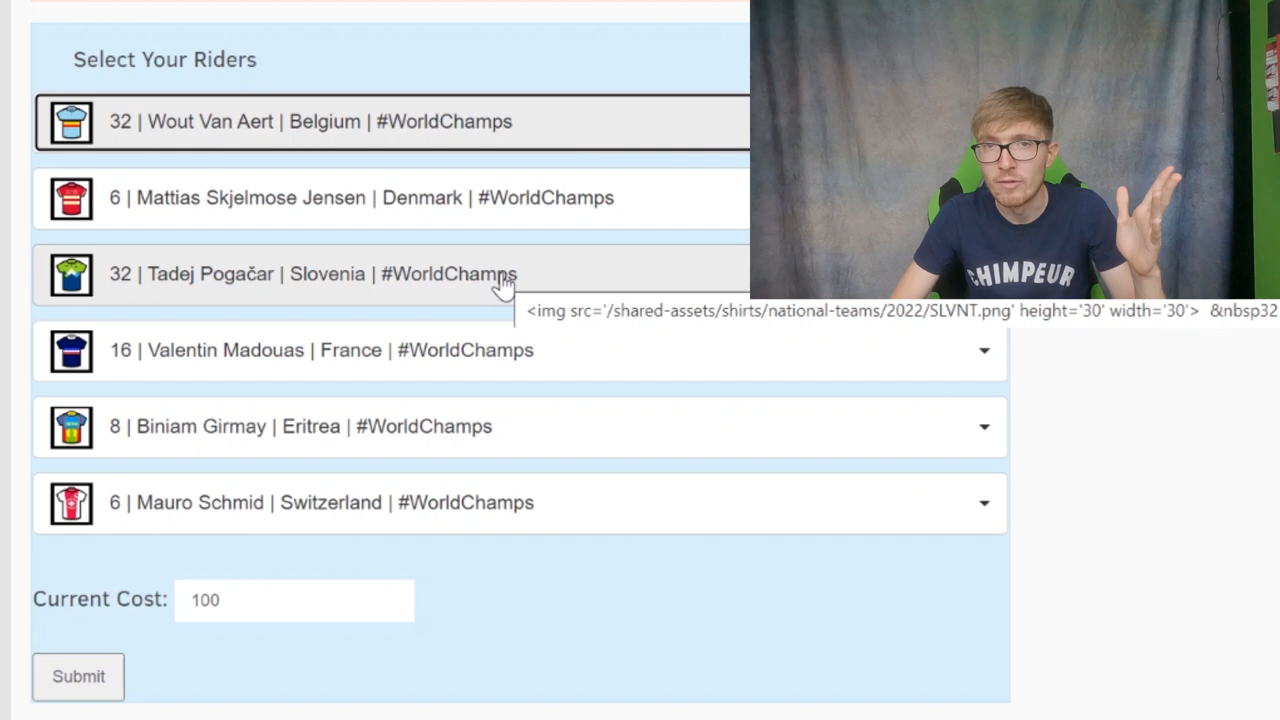 Select Your Riders
32 | Wout Van Aert | Belgium | #WorldChamps
6 | Mattias Skjelmose Jensen | Denmark | #WorldChamps
32 | Tadej Pogačar | Slovenia | #WorldChamps
CHIMPEUR
<img src='/shared-assets/shirts/national-teams/2022/SLVNT.png' height='30' width='30'> &nbsp32
16 | Valentin Madouas | France | #WorldChamps
8 | Biniam Girmay | Eritrea | #WorldChamps
6 | Mauro Schmid | Switzerland | #WorldChamps
Current Cost: 100
Submit